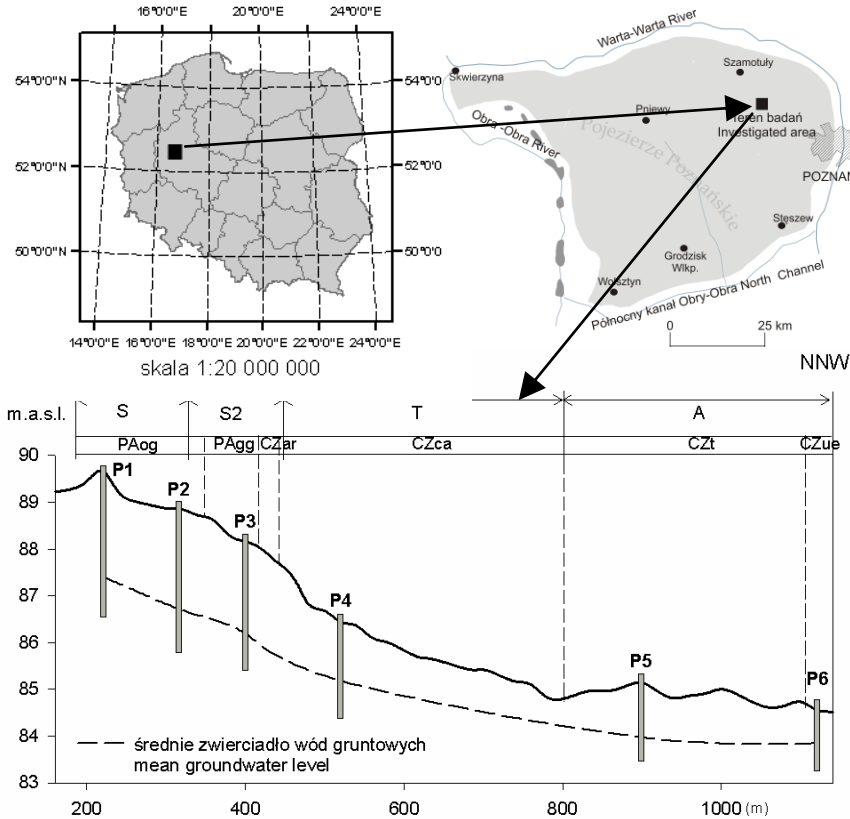 16°0'0"E 20°0'0"E 24°0'0"E
54°0'0"N 54°0'0
52°0'0"N 52°0'0
50°0'0"N 50°0'0
14°0'0"E 16°0'0"E 18°0'0"E 20°0'0"E 22°0'0"E 24°0'0"E
skala 1:20 000 000
Warta-Warta River
Szamotuły
Skwierzyna
Pniewy
Teren badań
Investigated area
Obra-Obra River
Pojezierze Poznańskie
POZNAŃ
Stęszew
Grodzisk
Wlkp.
Wolsztyn
Północny kanał Obry-Obra North Channel
0 25 km
NNW
m.a.s.l. S S2 T A
PAog PAgg CZar CZca CZt CZue
90
P1
P2
89
P3
88
87
P4
86
P5
P6
85
84
średnie zwierciadło wód gruntowych
mean groundwater level
83
200 400 600 800 1000 (m)